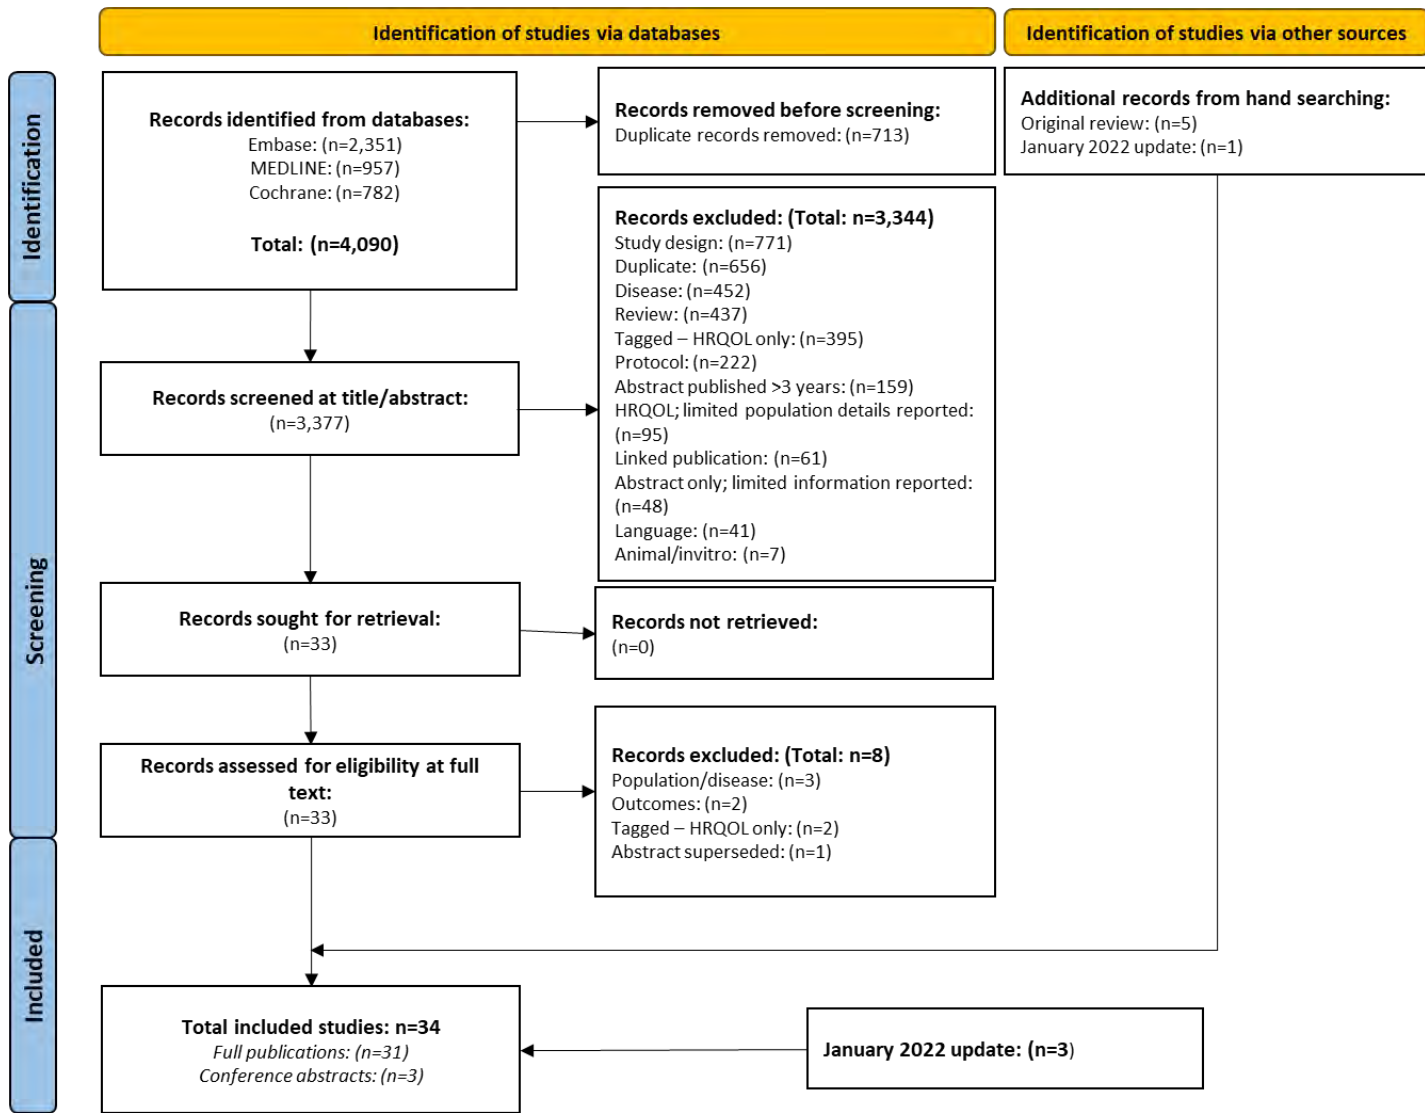 Identification of studies via databases
Identification of studies via other sources
Identification
Records identified from databases:
Embase: (n=2,351)
MEDLINE: (n=957)
Cochrane: (n=782)
Total: (n=4,090)
Records removed before screening:
Duplicate records removed: (n=713)
Additional records from hand searching:
Original review: (n=5)
January 2022 update: (n=1)
Records excluded: (Total: n=3,344)
Study design: (n=771)
Duplicate: (n=656)
Disease: (n=452)
Review: (n=437)
Tagged – HRQOL only: (n=395)
Protocol: (n=222)
Abstract published >3 years: (n=159)
HRQOL; limited population details reported:
(n=95)
Linked publication: (n=61)
Abstract only; limited information reported:
(n=48)
Language: (n=41)
Animal/invitro: (n=7)
Screening
Records screened at title/abstract:
(n=3,377)
Records sought for retrieval:
(n=33)
Records not retrieved:
(n=0)
Records assessed for eligibility at full
text:
(n=33)
Records excluded: (Total: n=8)
Population/disease: (n=3)
Outcomes: (n=2)
Tagged – HRQOL only: (n=2)
Abstract superseded: (n=1)
Included
Total included studies: n=34
Full publications: (n=31)
Conference abstracts: (n=3)
January 2022 update: (n=3)